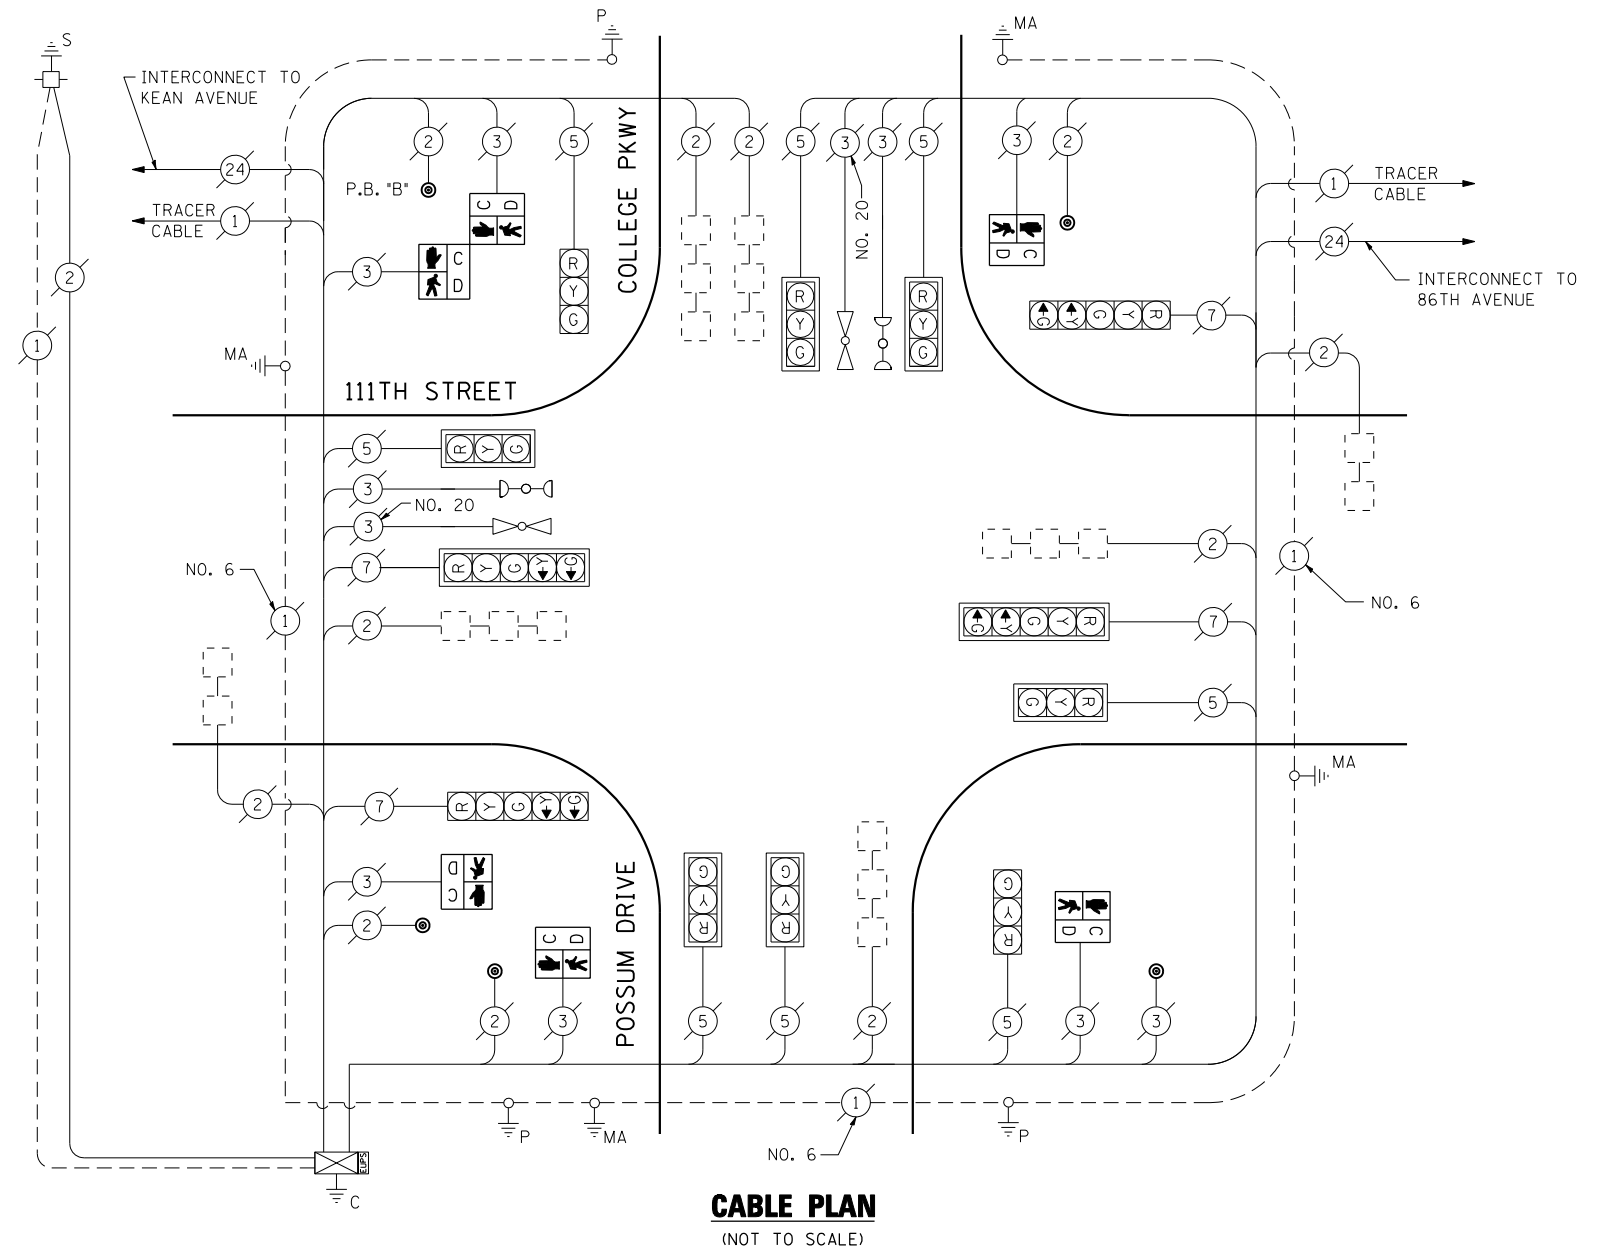 S
P
MA
INTERCONNECT TO
KEAN AVENUE
2
3
5
2
2
5
3
3
5
3
2
24
P.B. "B"
COLLEGE PKWY
NO. 20
1
TRACER
CABLE
TRACER
CABLE
1
C D
24
3
C
D
R
Y
G
D C
INTERCONNECT TO
86TH AVENUE
2
R
Y
G
R
Y
G
G Y G Y R
7
1
MA
2
111TH STREET
5
R Y G
3
3
NO. 20
2
1
NO. 6
7
R Y G Y G
NO. 6
1
2
G Y G Y R
7
G Y R
5
MA
2
7
R Y G Y G
3
D
C
2
POSSUM DRIVE
G
Y
R
G
Y
R
G
Y
R
C D
D C
2
3
5
5
2
5
3
3
1
P
MA
P
NO. 6
EUPS
C
CABLE PLAN
(NOT TO SCALE)